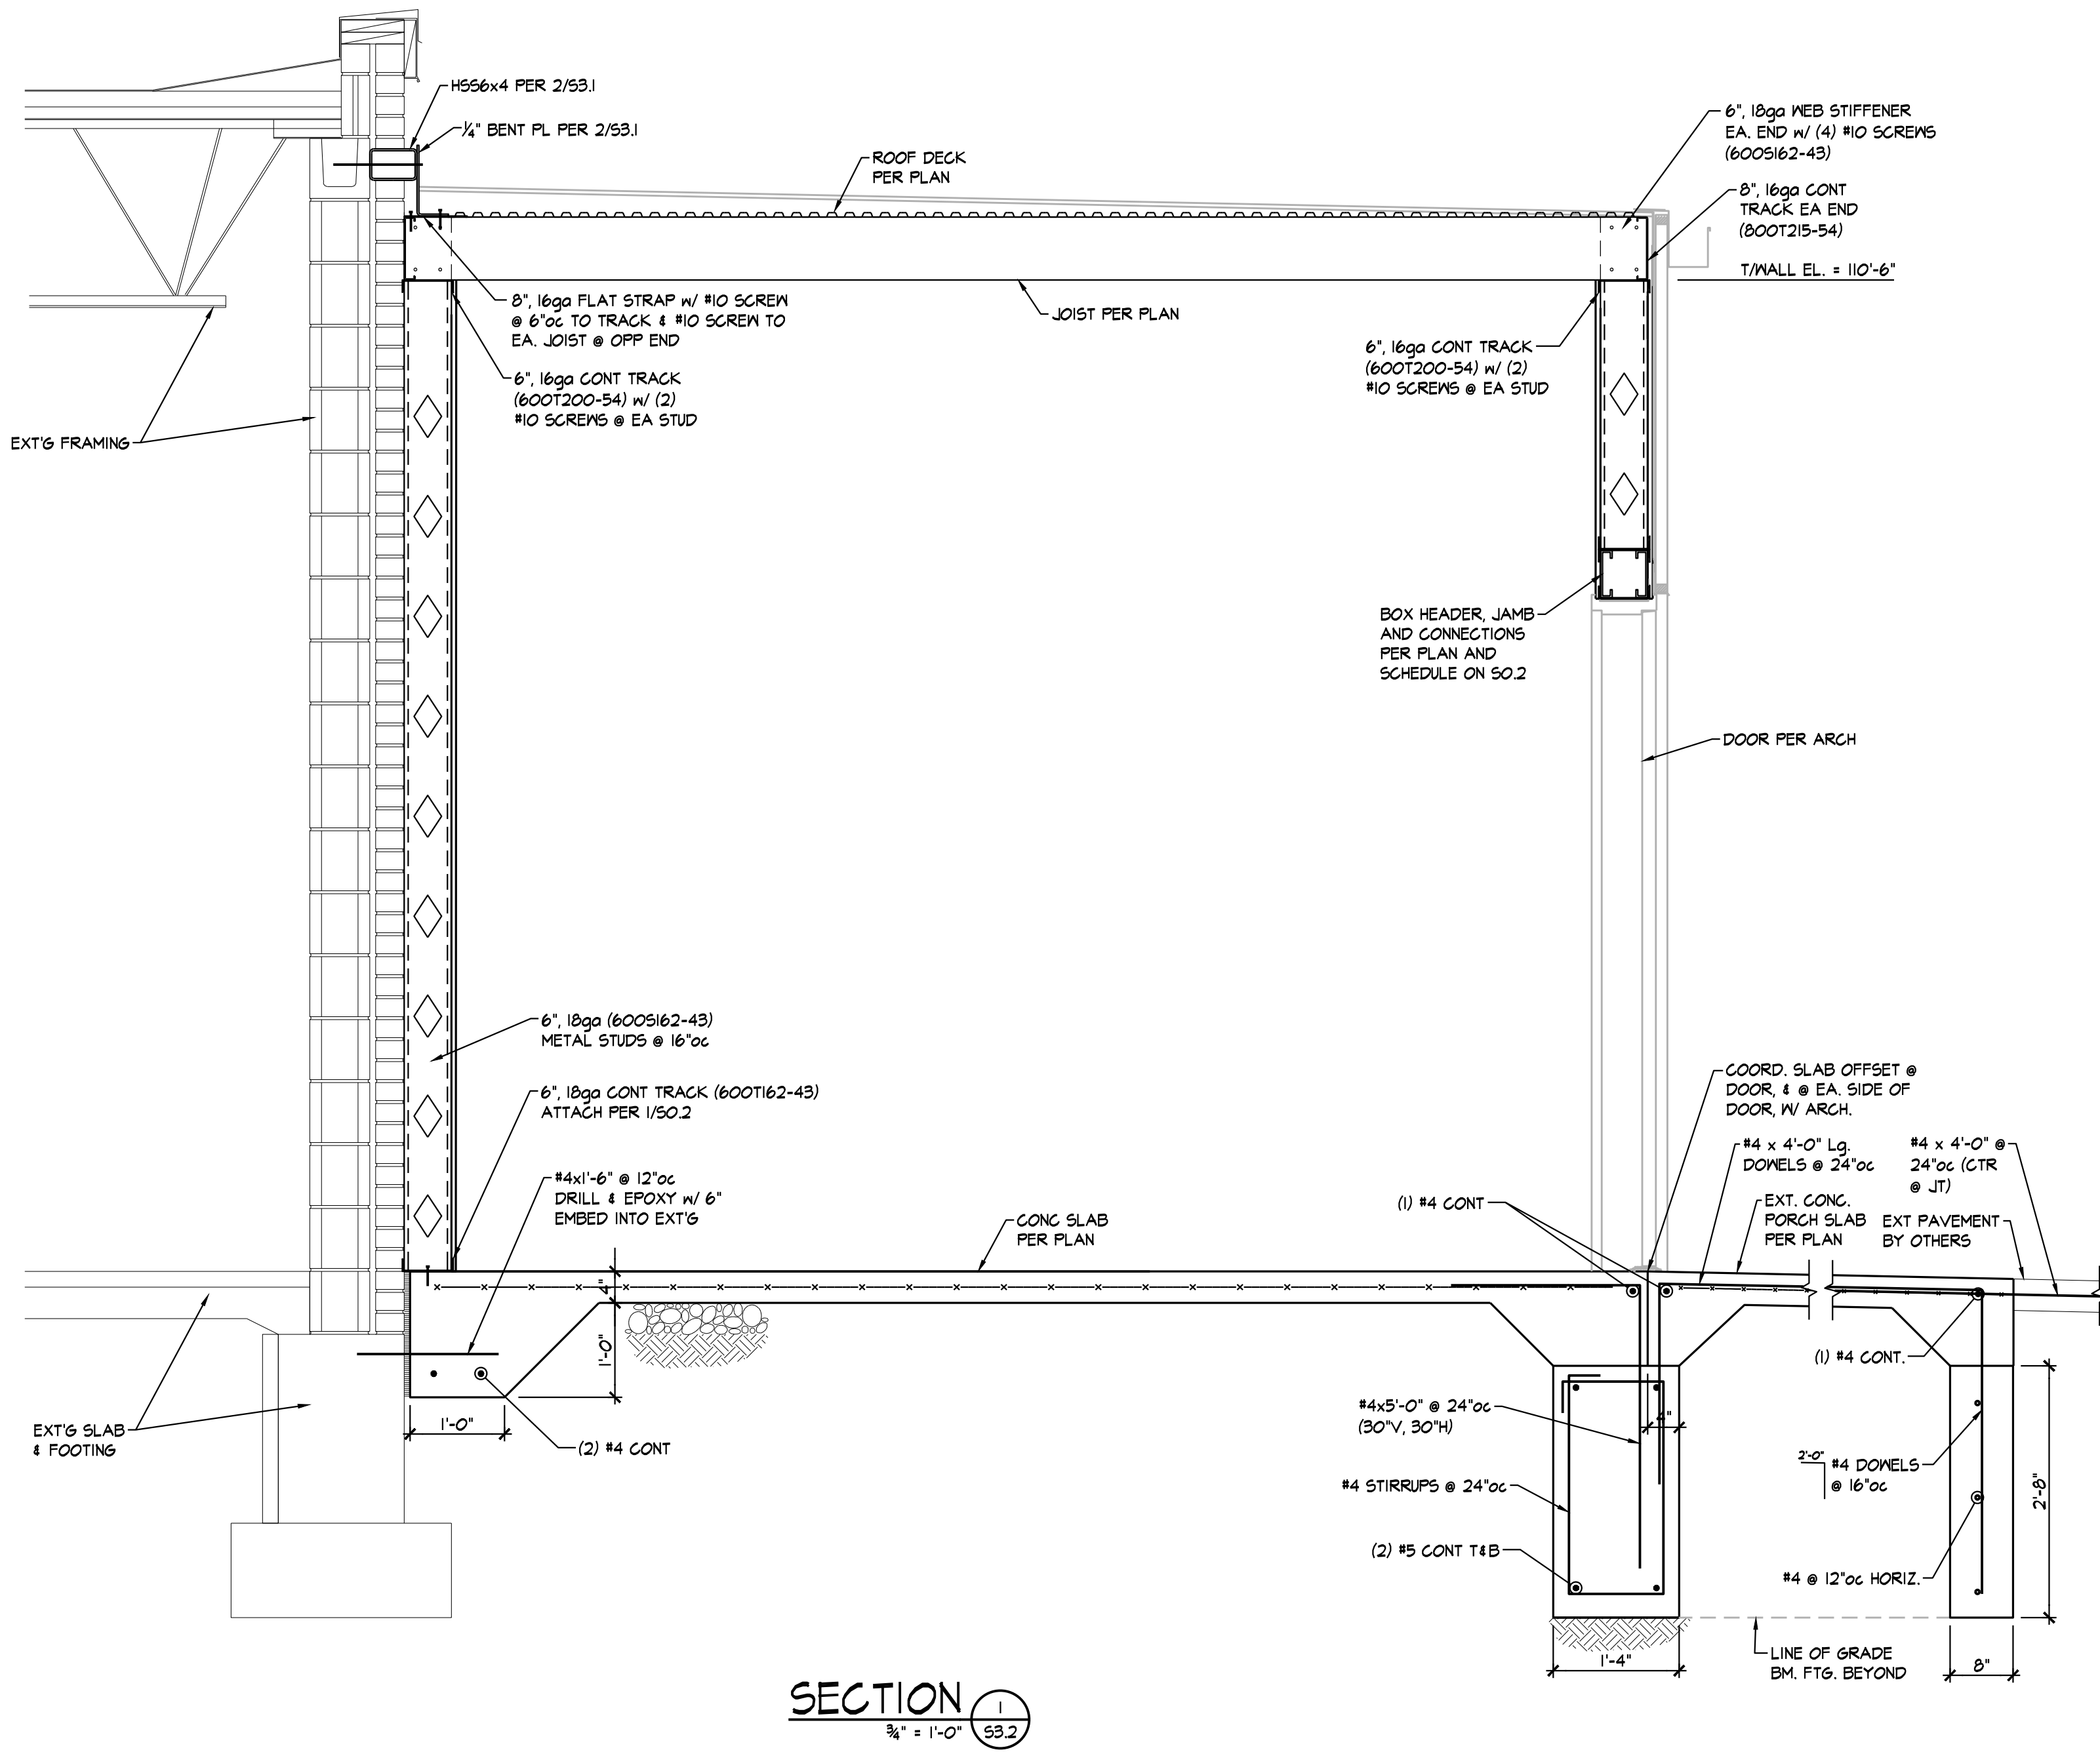 HSS6x4 PER 2/S3.1
¼" BENT PL PER 2/S3.1
ROOF DECK
PER PLAN
6", 18ga WEB STIFFENER
EA. END w/ (4) #10 SCREWS
(600S162-43)
8", 16ga CONT
TRACK EA END
(800T215-54)
T/WALL EL. = 110'-6"
8", 16ga FLAT STRAP w/ #10 SCREW
@ 6"oc TO TRACK & #10 SCREW TO
EA. JOIST @ OPP END
JOIST PER PLAN
6", 16ga CONT TRACK
(600T200-54) w/ (2)
#10 SCREWS @ EA STUD
6", 16ga CONT TRACK
(600T200-54) w/ (2)
#10 SCREWS @ EA STUD
EXT'G FRAMING
BOX HEADER, JAMB
AND CONNECTIONS
PER PLAN AND
SCHEDULE ON S0.2
DOOR PER ARCH
6", 18ga (600S162-43)
METAL STUDS @ 16"oc
6", 18ga CONT TRACK (600T162-43)
ATTACH PER 1/S0.2
#4x1'-6" @ 12"oc
DRILL & EPOXY w/ 6"
EMBED INTO EXT'G
CONC SLAB
PER PLAN
COORD. SLAB OFFSET @
DOOR, & @ EA. SIDE OF
DOOR, W/ ARCH.
#4 x 4'-0" Lg.
DOWELS @ 24"oc
#4 x 4'-0" @
24"oc (CTR
@ JT)
(1) #4 CONT
EXT. CONC.
PORCH SLAB
PER PLAN
EXT PAVEMENT
BY OTHERS
4"
1'-0"
1'-0"
(2) #4 CONT
EXT'G SLAB
& FOOTING
(1) #4 CONT.
#4x5'-0" @ 24"oc
(30"V, 30"H)
4"
#4 STIRRUPS @ 24"oc
(2) #5 CONT T&B
2'-0"
#4 DOWELS
@ 16"oc
2'-8"
#4 @ 12"oc HORIZ.
LINE OF GRADE
BM. FTG. BEYOND
1'-4"
8"
SECTION
¾" = 1'-0"
1
S3.2